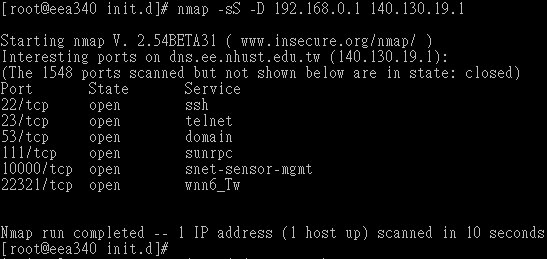 [root@eea340 init.d]# nmap -sS -D 192.168.0.1 140.130.19.1
Starting nmap V. 2.54BETA31 ( www.insecure.org/nmap/ )
Interesting ports on dns.ee.nhust.edu.tw (140.130.19.1):
(The 1548 ports scanned but not shown below are in state: closed)
Port State Service
22/tcp open ssh
23/tcp open telnet
53/tcp open domain
111/tcp open sunrpc
10000/tcp open snet-sensor-mgmt
22321/tcp open wnn6_Tw
Nmap run completed -- 1 IP address (1 host up) scanned in 10 seconds
[root@eea340 init.d]#